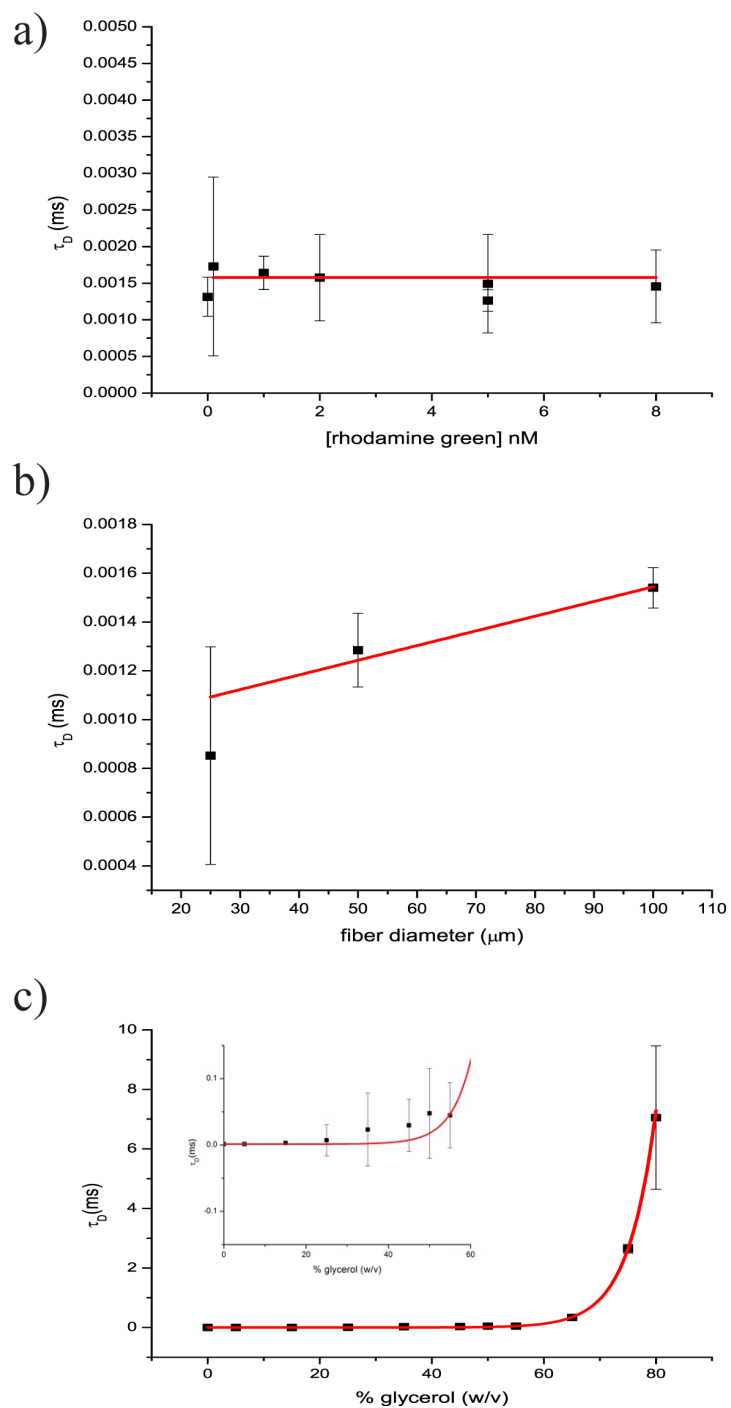 a)
0.0050
0.0045
0.0040
0.0035
0.0030
0.0025
0.0020
0.0015
0.0010
0.0005
0.0000
τD (ms)
0 2 4 6 8
[rhodamine green] nM
b)
0.0018
0.0016
0.0014
0.0012
0.0010
0.0008
0.0006
0.0004
τD (ms)
20 30 40 50 60 70 80 90 100 110
fiber diameter (μm)
c)
10
8
6
4
2
0
τD(ms)
0.1
0.0
-0.1
τD(ms)
0 20 40 60
% glycerol (w/v)
0 20 40 60 80
% glycerol (w/v)